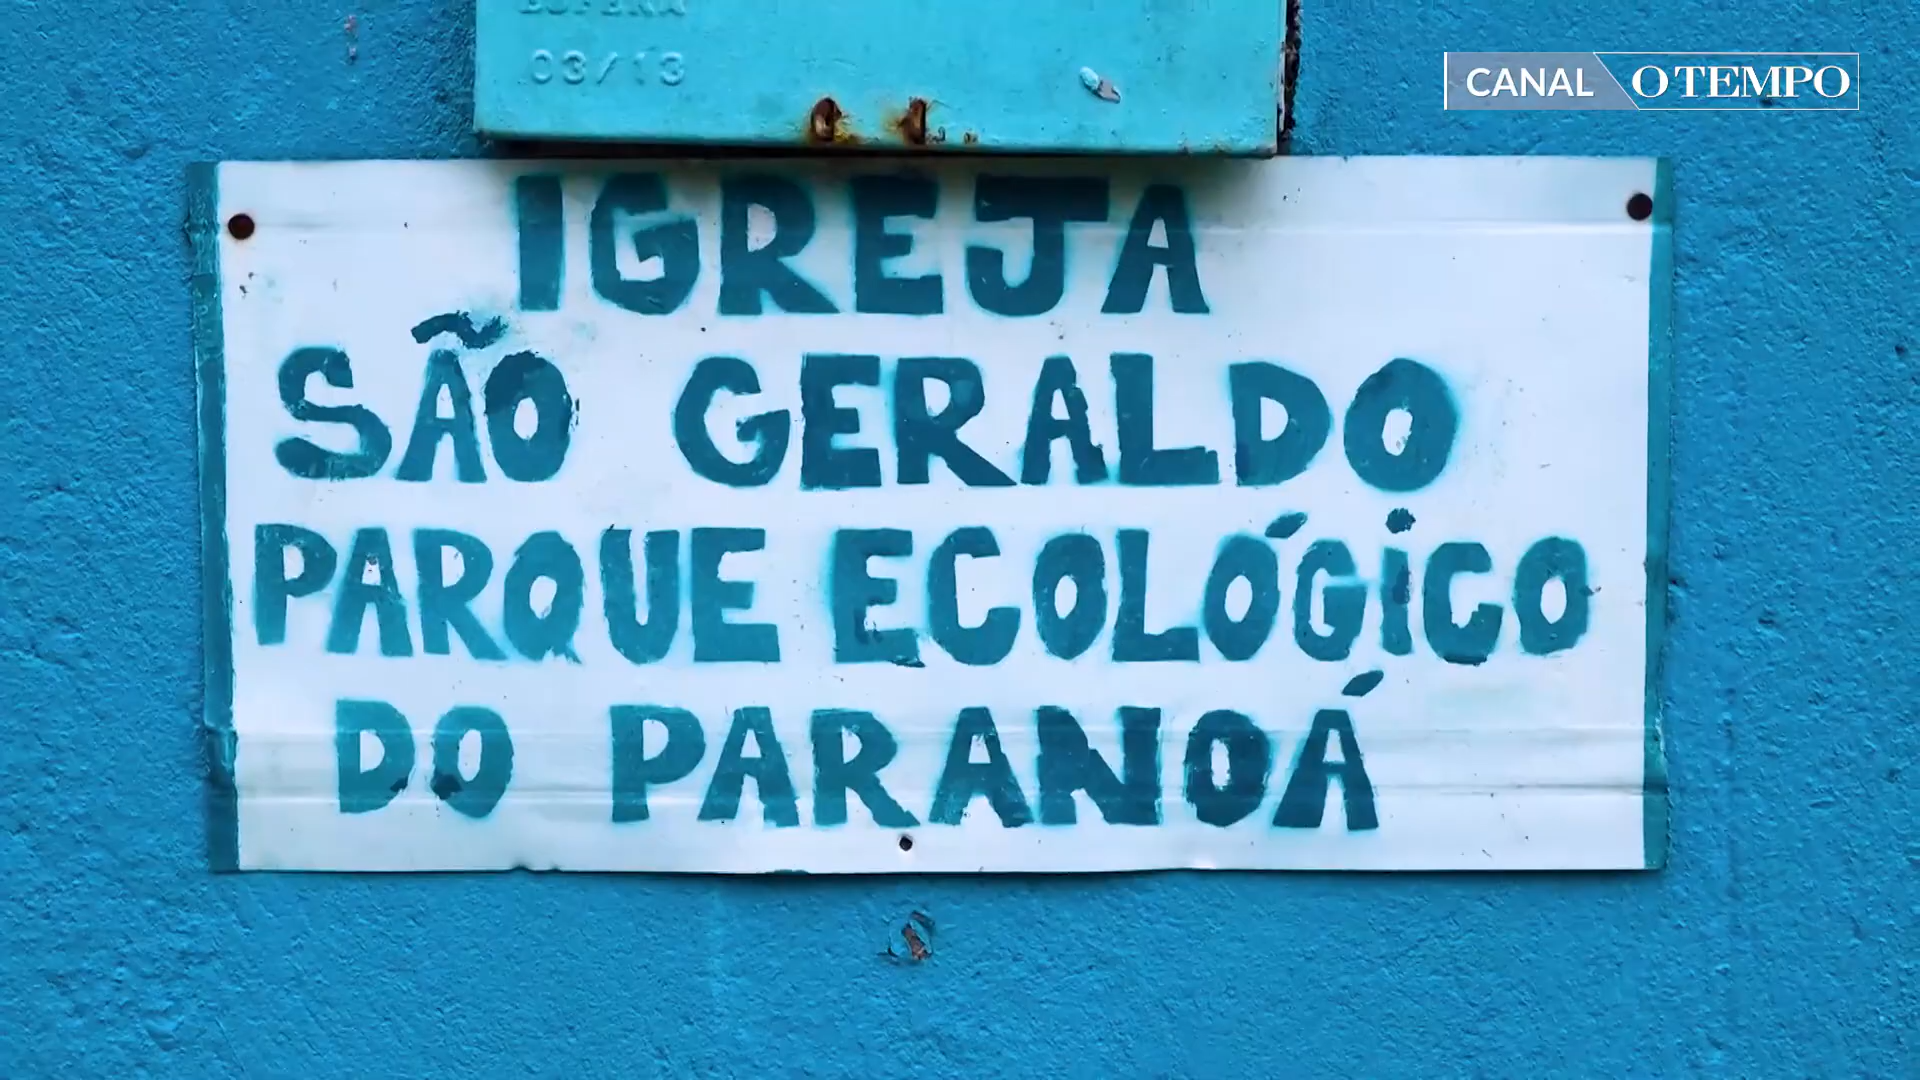 03/13
CANAL O TEMPO
IGREJA
SÃO GERALDO
PARQUE ECOLÓGICO
DO PARANOÁ